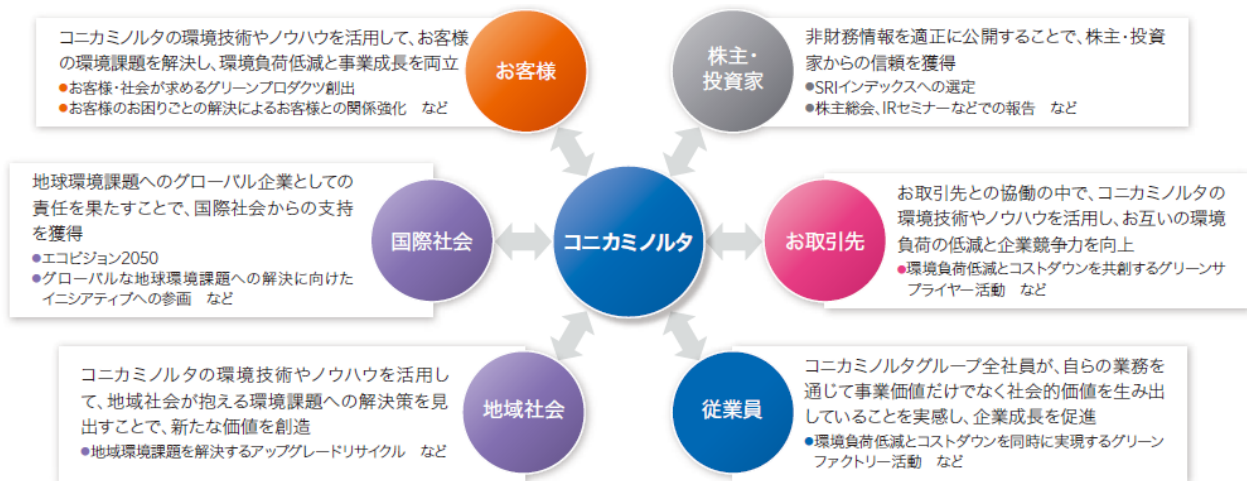 コニカミノルタの環境技術やノウハウを活用して、お客様
の環境課題を解決し、環境負荷低減と事業成長を両立
●お客様・社会が求めるグリーンプロダクツ創出
●お客様のお困りごとの解決によるお客様との関係強化　など
お客様
株主・
投資家
非財務情報を適正に公開することで、株主・投資
家からの信頼を獲得
●SRIインデックスへの選定
●株主総会、IRセミナーなどでの報告　など
地球環境課題へのグローバル企業としての
責任を果たすことで、国際社会からの支持
を獲得
●エコビジョン2050
●グローバルな地球環境課題への解決に向けた
イニシアティブへの参画　など
国際社会
コニカミノルタ
お取引先
お取引先との協働の中で、コニカミノルタの
環境技術やノウハウを活用し、お互いの環境
負荷の低減と企業競争力を向上
●環境負荷低減とコストダウンを共創するグリーンサ
プライヤー活動　など
コニカミノルタの環境技術やノウハウを活用し
て、地域社会が抱える環境課題への解決策を見
出すことで、新たな価値を創造
●地域環境課題を解決するアップグレードリサイクル　など
地域社会
従業員
コニカミノルタグループ全社員が、自らの業務を
通じて事業価値だけでなく社会的価値を生み出
していることを実感し、企業成長を促進
●環境負荷低減とコストダウンを同時に実現するグリーン
ファクトリー活動　など